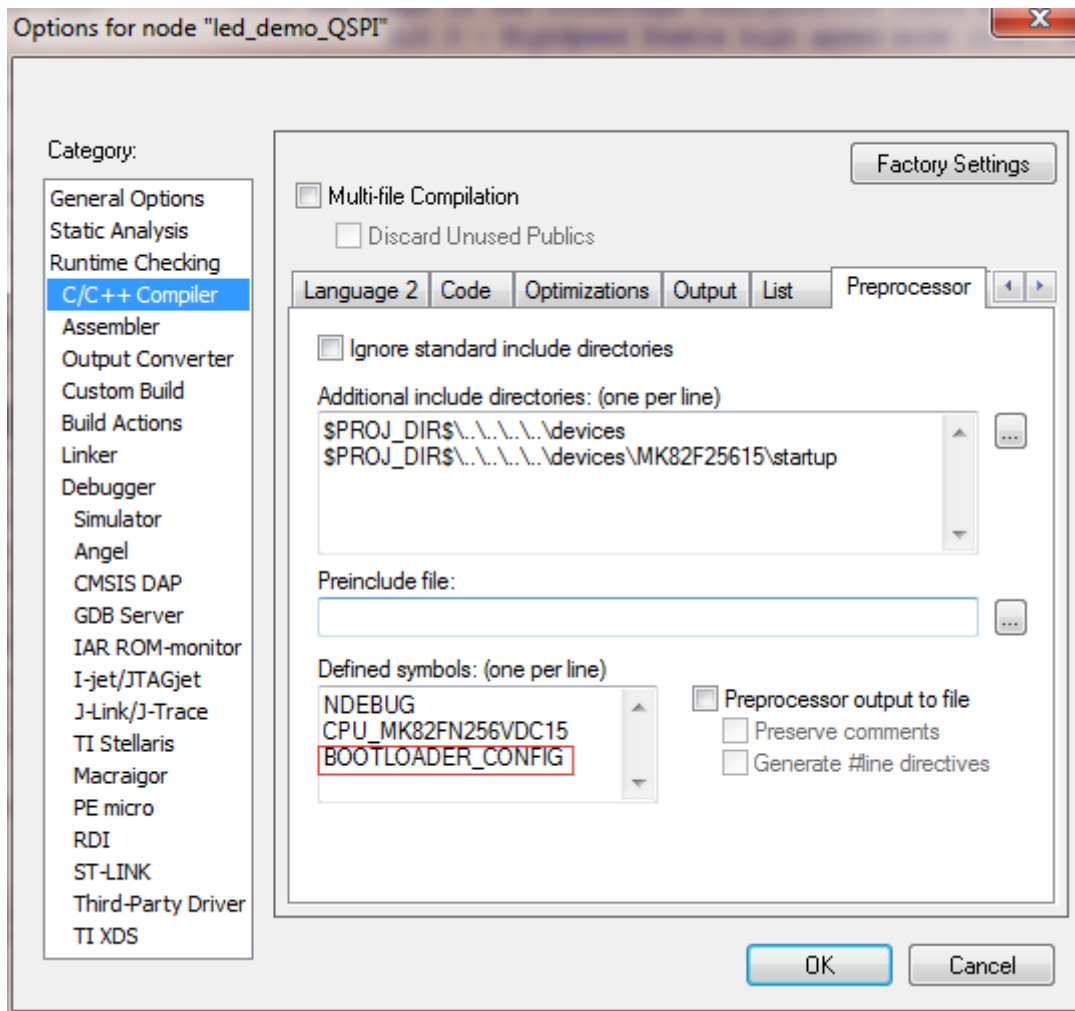 Options for node "led_demo_QSPI"
X
Category:
General Options
Static Analysis
Runtime Checking
C/C++ Compiler
Assembler
Output Converter
Custom Build
Build Actions
Linker
Debugger
Simulator
Angel
CMSIS DAP
GDB Server
IAR ROM-monitor
I-jet/JTAGjet
J-Link/J-Trace
TI Stellaris
Macraigor
PE micro
RDI
ST-LINK
Third-Party Driver
TI XDS
Factory Settings
Multi-file Compilation
Discard Unused Publics
Language 2 Code Optimizations Output List Preprocessor
Ignore standard include directories
Additional include directories: (one per line)
$PROJ_DIR$\..\..\..\..\devices
...
$PROJ_DIR$\..\..\..\..\devices\MK82F25615\startup
Preinclude file:
...
Defined symbols: (one per line)
NDEBUG
CPU_MK82FN256VDC15
BOOTLOADER_CONFIG
Preprocessor output to file
Preserve comments
Generate #line directives
OK Cancel